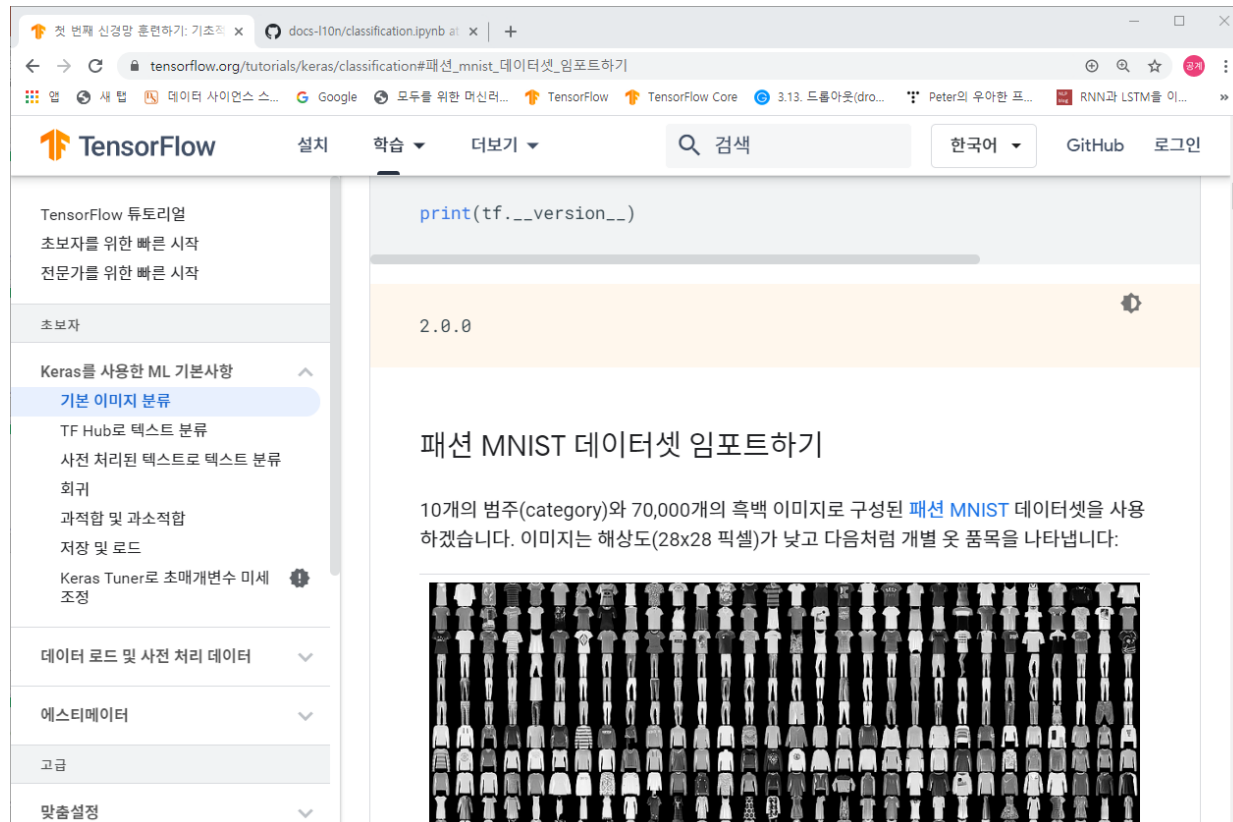 첫 번째 신경망 훈련하기: 기초적
docs-l10n/classification.ipynb at
tensorflow.org/tutorials/keras/classification#패션_mnist_데이터셋_임포트하기
공개
앱 새 탭 데이터 사이언스 스... Google 모두를 위한 머신러... TensorFlow TensorFlow Core 3.13. 드롭아웃(dro... Peter의 우아한 프... RNN과 LSTM을 이... »
TensorFlow 설치 학습 더보기 검색 한국어 GitHub 로그인
TensorFlow 튜토리얼
초보자를 위한 빠른 시작
전문가를 위한 빠른 시작
초보자
Keras를 사용한 ML 기본사항
기본 이미지 분류
TF Hub로 텍스트 분류
사전 처리된 텍스트로 텍스트 분류
회귀
과적합 및 과소적합
저장 및 로드
Keras Tuner로 초매개변수 미세
조정
데이터 로드 및 사전 처리 데이터
에스티메이터
고급
맞춤설정
print(tf.__version__)
2.0.0
패션 MNIST 데이터셋 임포트하기
10개의 범주(category)와 70,000개의 흑백 이미지로 구성된 패션 MNIST 데이터셋을 사용
하겠습니다. 이미지는 해상도(28x28 픽셀)가 낮고 다음처럼 개별 옷 품목을 나타냅니다: